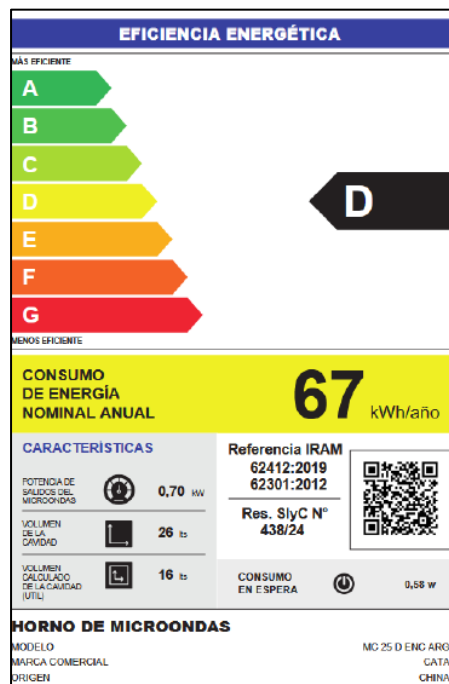 EFICIENCIA ENERGÉTICA
MÁS EFICIENTE
A
B
C
D
D
E
F
G
MENOS EFICIENTE
CONSUMO
DE ENERGÍA
NOMINAL ANUAL
67 kWh/año
CARACTERÍSTICAS
POTENCIA DE
SALIDOS DEL
MICROONDAS
0,70 kW
VOLUMEN
DE LA
CAVIDAD
26 lts
VOLUMEN
CALCULADO
DE LA CAVIDAD
(UTIL)
16 lts
Referencia IRAM
62412:2019
62301:2012
Res. SIyC N°
438/24
CONSUMO
EN ESPERA
0,58 w
HORNO DE MICROONDAS
MODELO MC 25 D ENC ARG
MARCA COMERCIAL CATA
ORIGEN CHINA